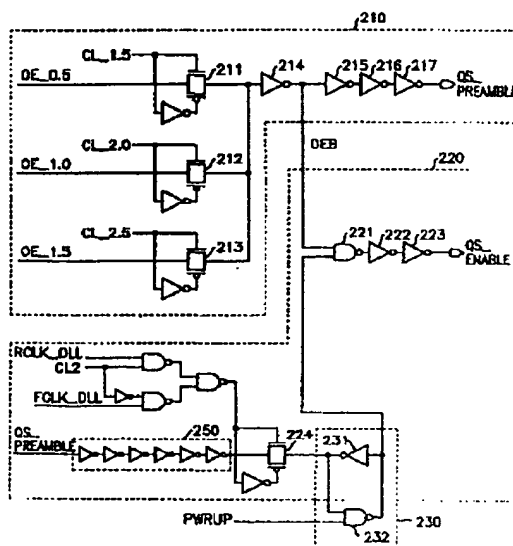 210
CL_1.5
OE_0.5
211
214
215
216
217
QS_
PREAMBLE
CL_2.0
OE_1.0
212
OEB
220
CL_2.5
OE_1.5
213
221
222
223
QS_
ENABLE
RCLK_DLL
CL2
FCLK_DLL
QS_
PREAMBLE
250
224
231
230
PWRUP
232